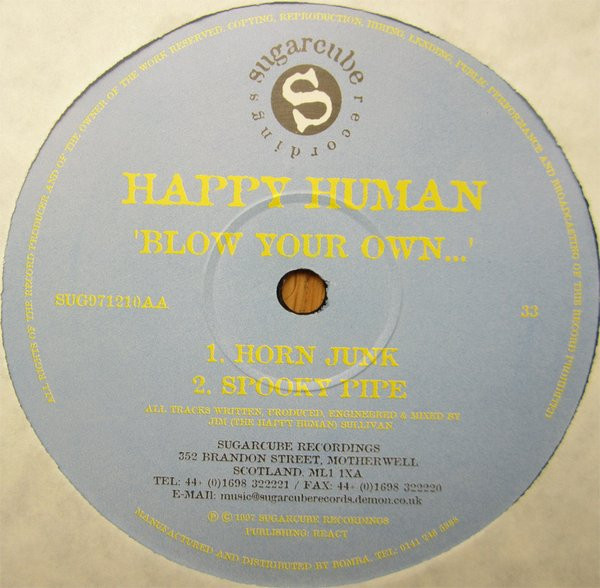 sugarcube recordings
S
HAPPY HUMAN
'BLOW YOUR OWN...'
SUG971210AA
33
1. HORN JUNK
2. SPOOKY PIPE
ALL TRACKS WRITTEN, PRODUCED, ENGINEERED & MIXED BY
JIM (THE HAPPY HUMAN) SULLIVAN
SUGARCUBE RECORDINGS
352 BRANDON STREET, MOTHERWELL
SCOTLAND. ML1 1XA
TEL: 44+ (0)1698 322221 / FAX: 44+ (0)1698 322220
E-MAIL: music@sugarcuberecords.demon.co.uk
℗ © 1997 SUGARCUBE RECORDINGS
PUBLISHING: REACT
ALL RIGHTS OF THE RECORD PRODUCER AND OF THE OWNER OF THE WORK RESERVED. COPYING, REPRODUCTION, HIRING, LENDING, PUBLIC PERFORMANCE AND BROADCASTING OF THIS RECORD PROHIBITED
MANUFACTURED AND DISTRIBUTED BY ROMBA. TEL: 0141